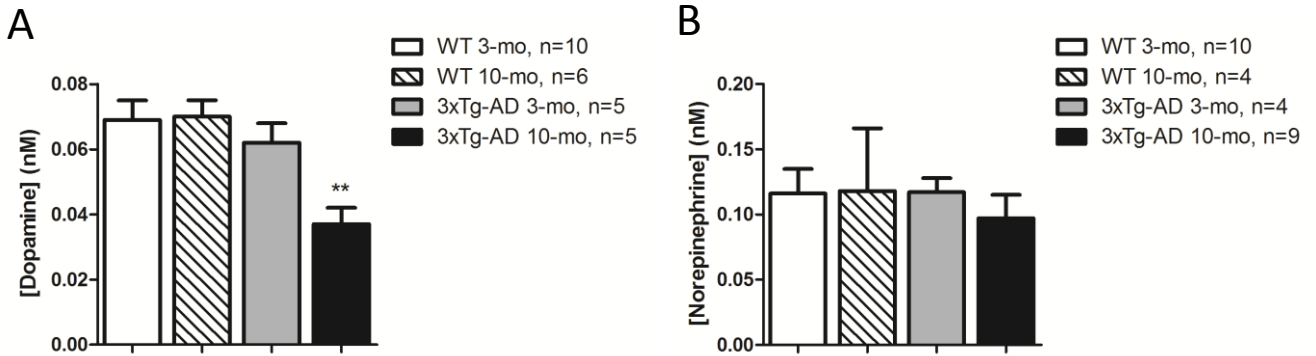 A
WT 3-mo, n=10
WT 10-mo, n=6
3xTg-AD 3-mo, n=5
3xTg-AD 10-mo, n=5
[Dopamine] (nM)
0.08
0.06
0.04
0.02
0.00
**
B
WT 3-mo, n=10
WT 10-mo, n=4
3xTg-AD 3-mo, n=4
3xTg-AD 10-mo, n=9
[Norepinephrine] (nM)
0.20
0.15
0.10
0.05
0.00